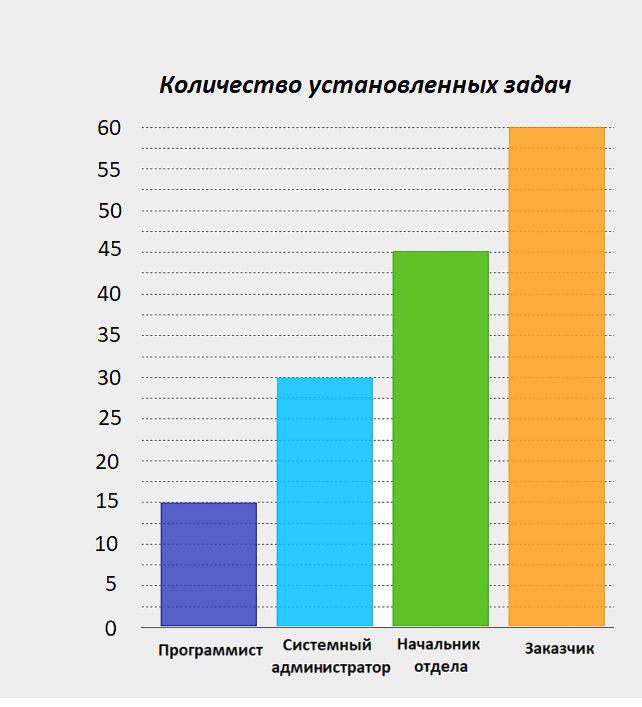 Количество установленных задач
60
55
50
45
40
35
30
25
20
15
10
5
0
Программист
Системный
администратор
Начальник
отдела
Заказчик